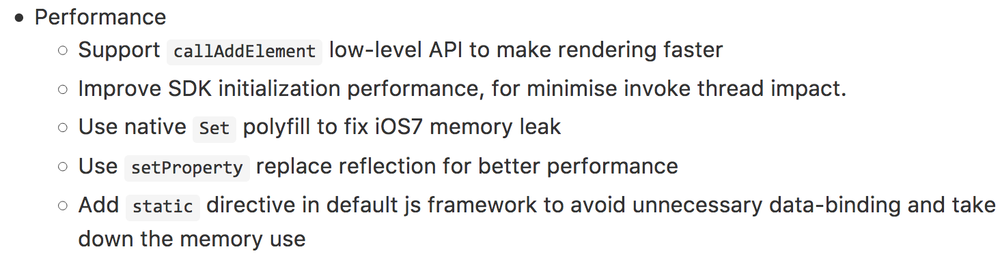 Performance
Support callAddElement low-level API to make rendering faster
Improve SDK initialization performance, for minimise invoke thread impact.
Use native Set polyfill to fix iOS7 memory leak
Use setProperty replace reflection for better performance
Add static directive in default js framework to avoid unnecessary data-binding and take
down the memory use